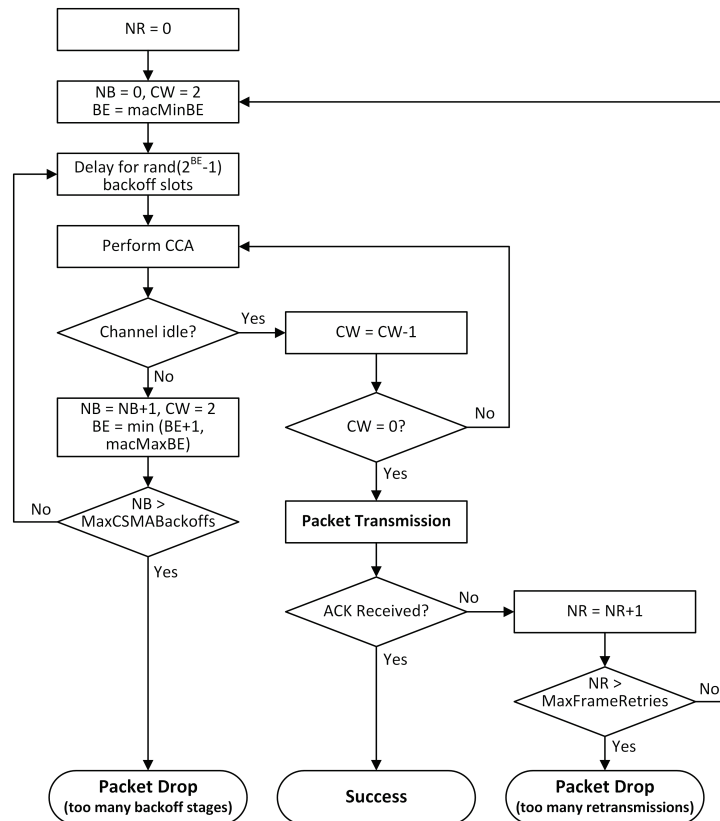 NR = 0
NB = 0, CW = 2
BE = macMinBE
Delay for rand(2^BE-1)
backoff slots
Perform CCA
Channel idle?
Yes
CW = CW-1
No
NB = NB+1, CW = 2
BE = min (BE+1,
macMaxBE)
CW = 0?
No
Yes
NB >
MaxCSMABackoffs
No
Yes
Packet Transmission
ACK Received?
No
Yes
NR = NR+1
NR >
MaxFrameRetries
No
Yes
Packet Drop
(too many backoff stages)
Success
Packet Drop
(too many retransmissions)